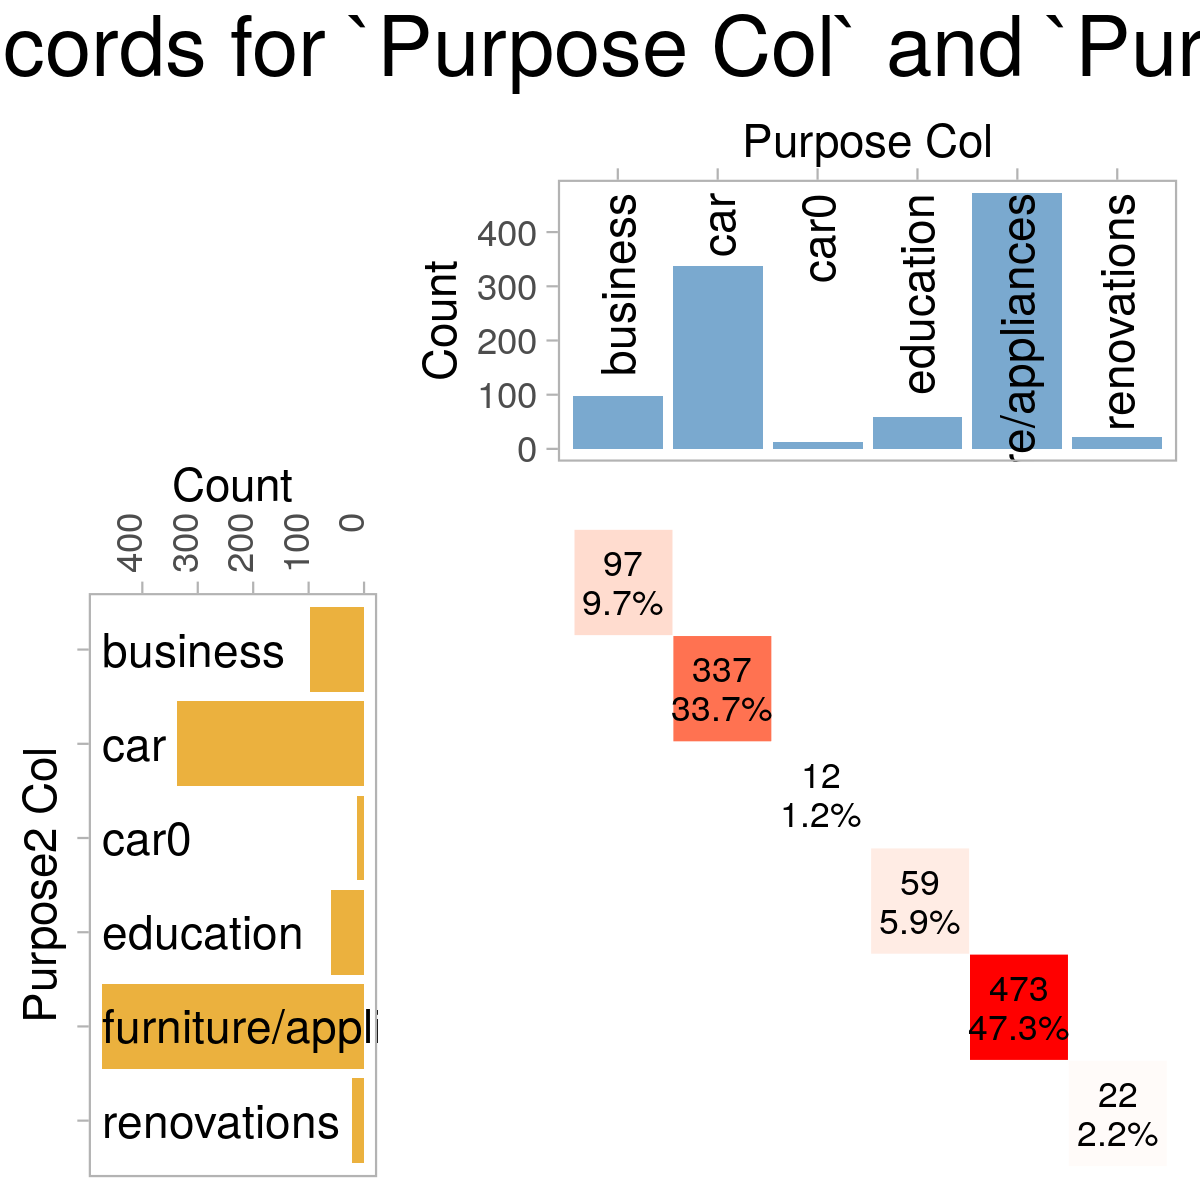 cords for `Purpose Col` and `Pur
Purpose Col
Count
400
300
200
100
0
business
car
car0
education
re/appliances
renovations
Count
400
300
200
100
0
Purpose2 Col
business
car
car0
education
furniture/appli
renovations
97
9.7%
337
33.7%
12
1.2%
59
5.9%
473
47.3%
22
2.2%